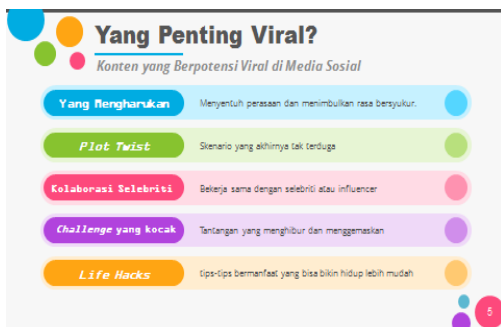 Yang Penting Viral?
Konten yang Berpotensi Viral di Media Sosial
Yang Mengharukan
Menyentuh perasaan dan menimbulkan rasa bersyukur.
Plot Twist
Skenario yang akhirnya tak terduga
Kolaborasi Selebriti
Bekerja sama dengan selebriti atau influencer
Challenge yang kocak
Tantangan yang menghibur dan menggemaskan
Life Hacks
tips-tips bermanfaat yang bisa bikin hidup lebih mudah
5